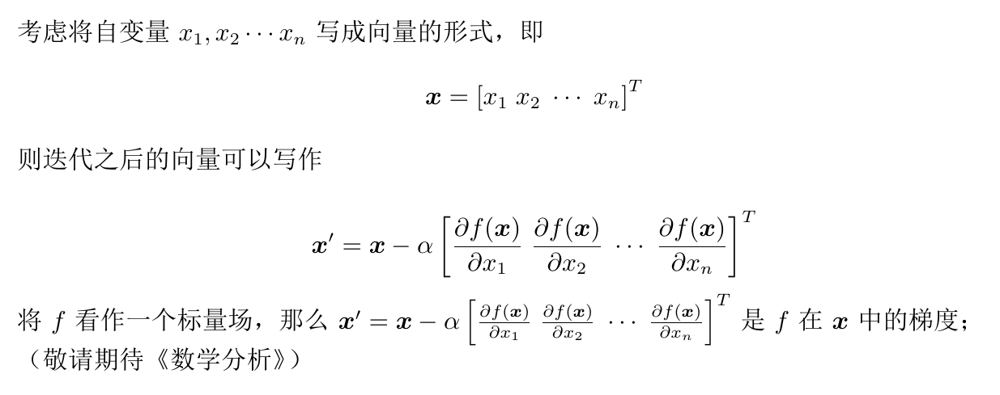 考虑将自变量 $x_1, x_2 \cdots x_n$ 写成向量的形式，即
$$\boldsymbol{x} = [x_1 \ x_2 \ \cdots \ x_n]^T$$
则迭代之后的向量可以写作
$$\boldsymbol{x}' = \boldsymbol{x} - \alpha \left[ \frac{\partial f(\boldsymbol{x})}{\partial x_1} \ \frac{\partial f(\boldsymbol{x})}{\partial x_2} \ \cdots \ \frac{\partial f(\boldsymbol{x})}{\partial x_n} \right]^T$$
将 $f$ 看作一个标量场，那么 $\boldsymbol{x}' = \boldsymbol{x} - \alpha \left[ \frac{\partial f(\boldsymbol{x})}{\partial x_1} \ \frac{\partial f(\boldsymbol{x})}{\partial x_2} \ \cdots \ \frac{\partial f(\boldsymbol{x})}{\partial x_n} \right]^T$ 是 $f$ 在 $\boldsymbol{x}$ 中的梯度；
（敬请期待《数学分析》）